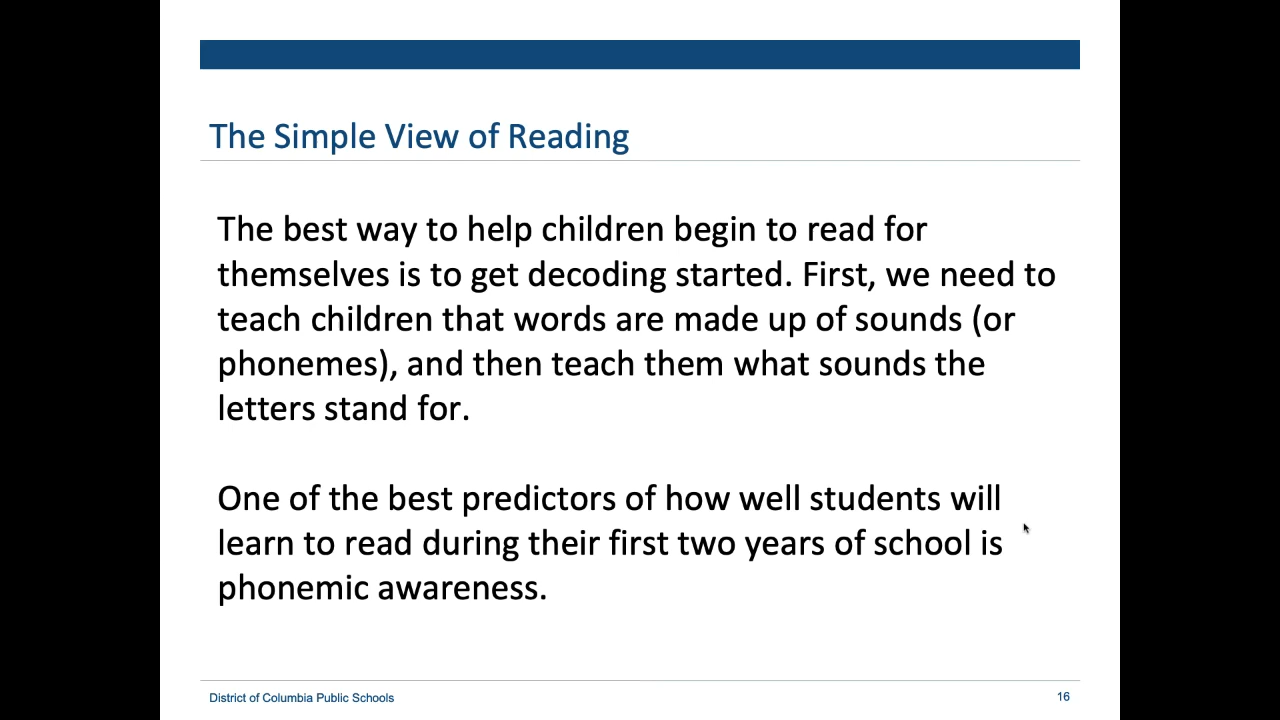 The Simple View of Reading
The best way to help children begin to read for
themselves is to get decoding started. First, we need to
teach children that words are made up of sounds (or
phonemes), and then teach them what sounds the
letters stand for.
One of the best predictors of how well students will
learn to read during their first two years of school is
phonemic awareness.
District of Columbia Public Schools
16